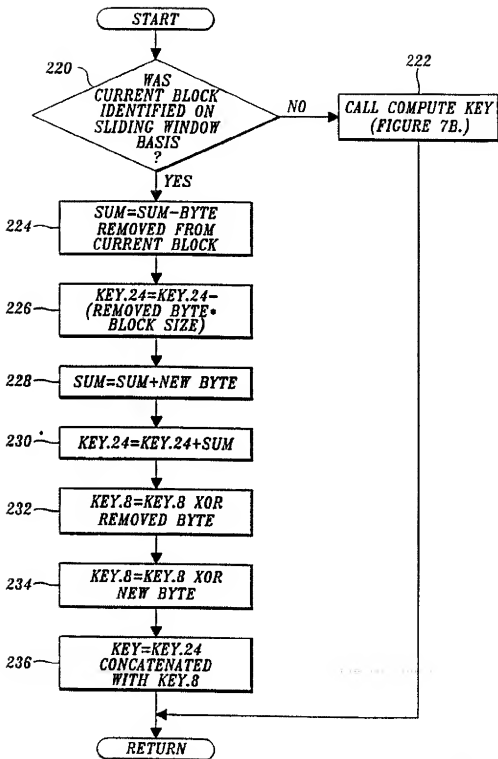 START
220
WAS
CURRENT BLOCK
IDENTIFIED ON
SLIDING WINDOW
BASIS
?
NO
222
CALL COMPUTE KEY
(FIGURE 7B.)
YES
224
SUM=SUM-BYTE
REMOVED FROM
CURRENT BLOCK
226
KEY.24=KEY.24-
(REMOVED BYTE*
BLOCK SIZE)
228
SUM=SUM+NEW BYTE
230
KEY.24=KEY.24+SUM
232
KEY.8=KEY.8 XOR
REMOVED BYTE
234
KEY.8=KEY.8 XOR
NEW BYTE
236
KEY=KEY.24
CONCATENATED
WITH KEY.8
RETURN